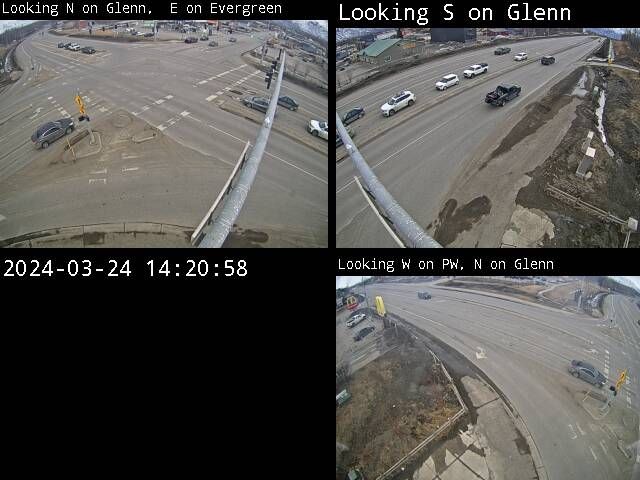 Looking N on Glenn,  E on Evergreen
Looking S on Glenn
2024-03-24 14:20:58
Looking W on PW, N on Glenn